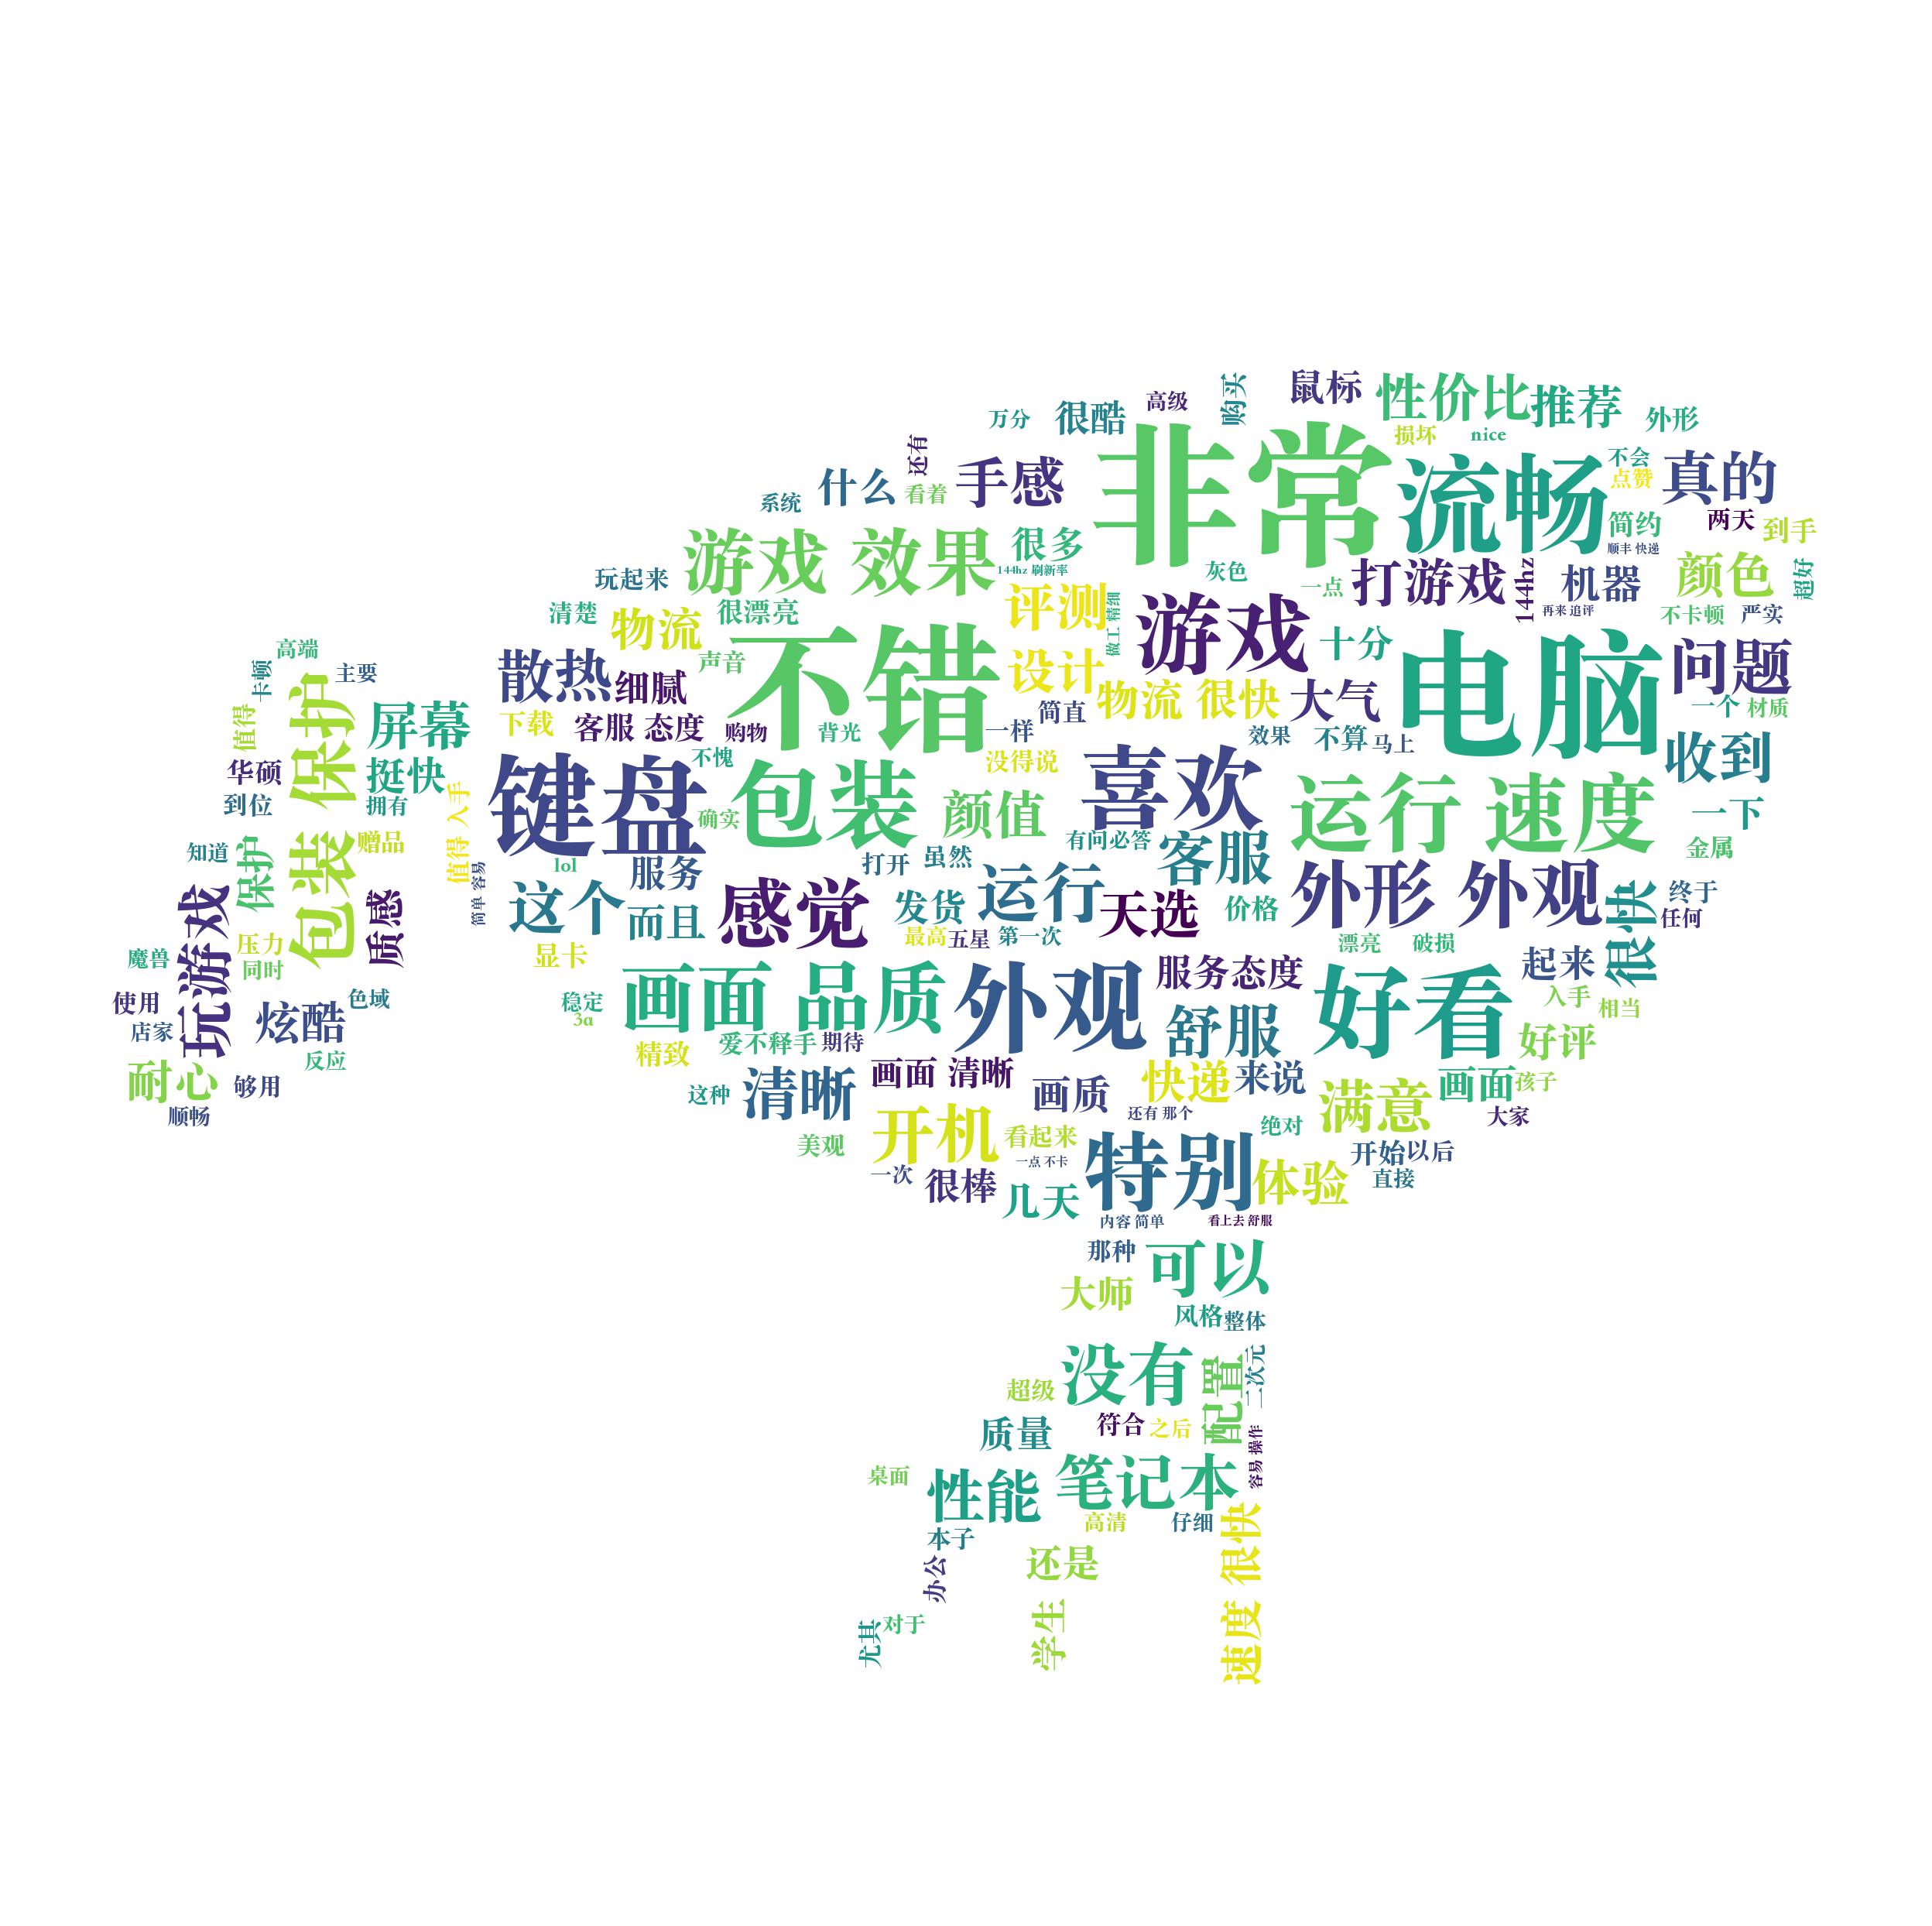 鼠标
性价比
推荐
外形
购买
高级
很酷
万分
损坏
nice
非常
流畅
不会
点赞
真的
还有
手感
什么
看着
系统
简约
两天
到手
顺丰 快递
游戏 效果
很多
144hz 刷新率
玩起来
灰色
一点
打游戏
144hz
机器
颜色
超好
清楚
物流
很漂亮
评测
做工 精细
游戏
十分
再来 追评
不卡顿
严实
高端
卡顿
主要
散热
细腻
声音
不错
设计
物流 很快
大气
电脑
问题
一个
材质
值得
包装 保护
屏幕
下载
客服 态度
购物
背光
一样
简直
效果
不算
马上
华硕
挺快
不愧
没得说
喜欢
收到
到位
拥有
值得 入手
键盘
确实
包装
颜值
运行 速度
一下
知道
保护
赠品
简单 容易
lol
服务
打开
虽然
有问必答
客服
金属
玩游戏
质感
这个
而且
感觉
发货
运行
天选
价格
外形 外观
很快
终于
任何
魔兽
压力
同时
显卡
最高
五星
第一次
漂亮
破损
使用
店家
炫酷
色域
稳定
3a
画面 品质
外观
服务态度
舒服
好看
起来
入手
相当
反应
精致
爱不释手
期待
好评
耐心
够用
顺畅
这种
清晰
画面 清晰
画质
快递
来说
满意
画面
孩子
大家
还有 那个
绝对
美观
开机
看起来
特别
开始
以后
一次
很棒
一点 不卡
几天
体验
直接
内容 简单
看上去 舒服
那种
可以
大师
风格
整体
没有
配置
二次元
超级
符合
之后
质量
容易 操作
桌面
性能
笔记本
高清
仔细
本子
速度 很快
办公
还是
学生
尤其
对于